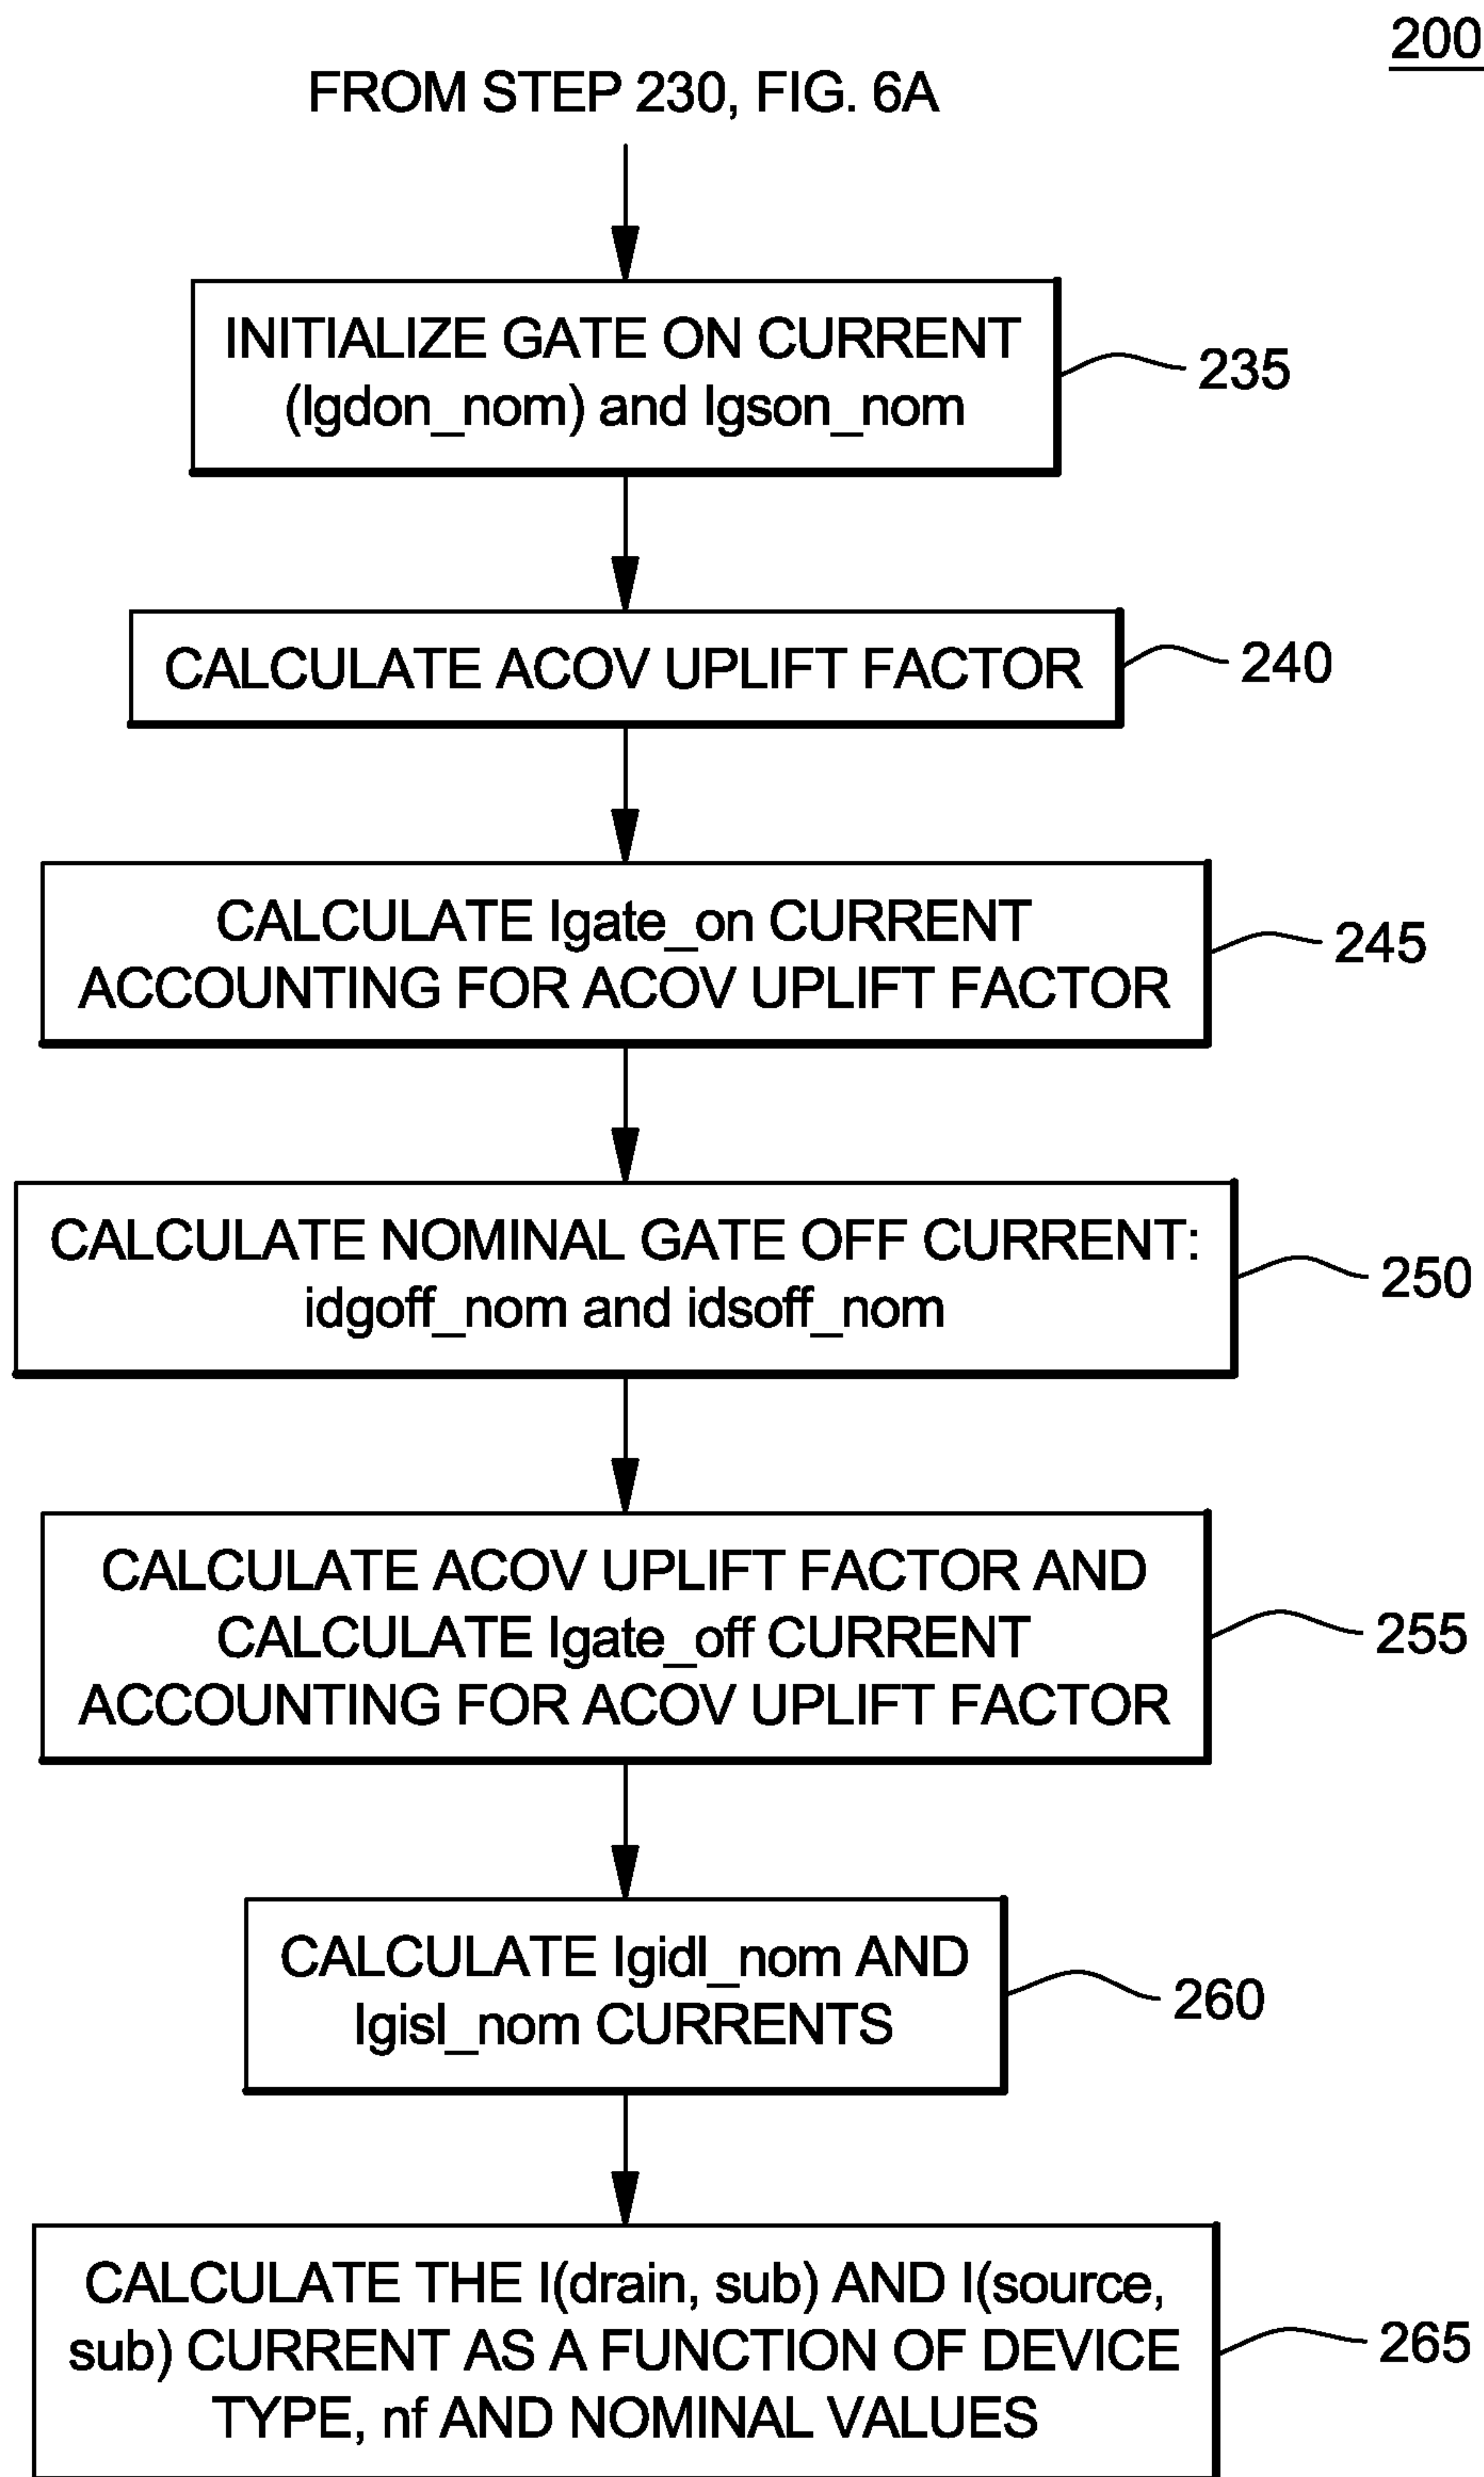 200
FROM STEP 230, FIG. 6A
INITIALIZE GATE ON CURRENT
(Igdon_nom) and Igson_nom
235
CALCULATE ACOV UPLIFT FACTOR
240
CALCULATE Igate_on CURRENT
ACCOUNTING FOR ACOV UPLIFT FACTOR
245
CALCULATE NOMINAL GATE OFF CURRENT:
idgoff_nom and idsoff_nom
250
CALCULATE ACOV UPLIFT FACTOR AND
CALCULATE Igate_off CURRENT
ACCOUNTING FOR ACOV UPLIFT FACTOR
255
CALCULATE Igidl_nom AND
Igisl_nom CURRENTS
260
CALCULATE THE I(drain, sub) AND I(source,
sub) CURRENT AS A FUNCTION OF DEVICE
TYPE, nf AND NOMINAL VALUES
265